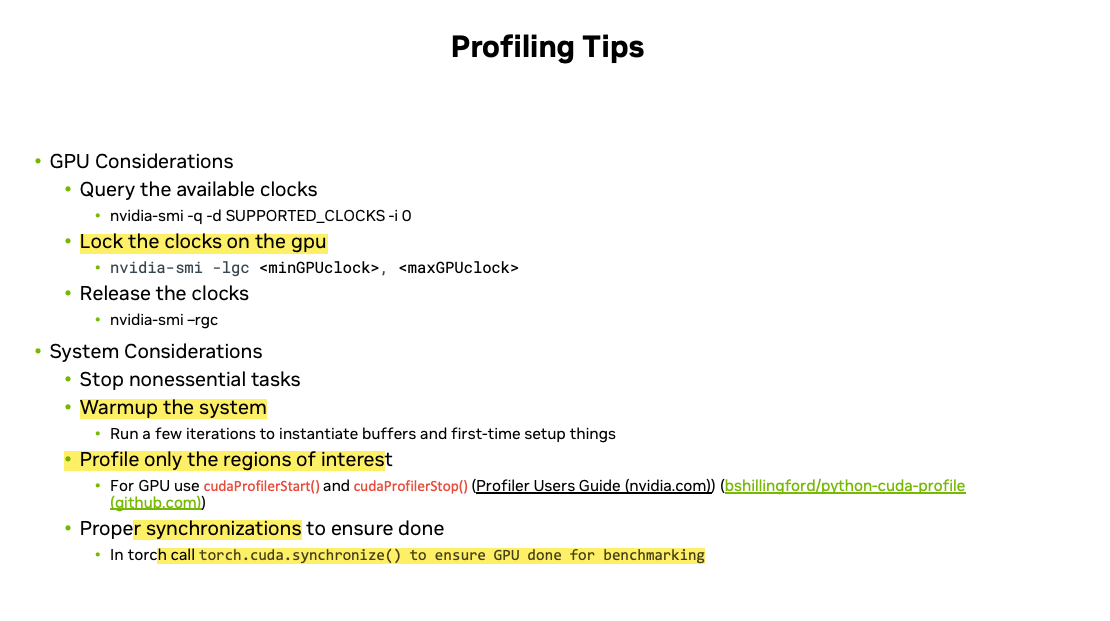 Profiling Tips
• GPU Considerations
• Query the available clocks
• nvidia-smi -q -d SUPPORTED_CLOCKS -i 0
• Lock the clocks on the gpu
• nvidia-smi -lgc <minGPUclock>, <maxGPUclock>
• Release the clocks
• nvidia-smi –rgc
• System Considerations
• Stop nonessential tasks
• Warmup the system
• Run a few iterations to instantiate buffers and first-time setup things
• Profile only the regions of interest
• For GPU use cudaProfilerStart() and cudaProfilerStop() (Profiler Users Guide (nvidia.com)) (bshillingford/python-cuda-profile
(github.com))
• Proper synchronizations to ensure done
• In torch call torch.cuda.synchronize() to ensure GPU done for benchmarking